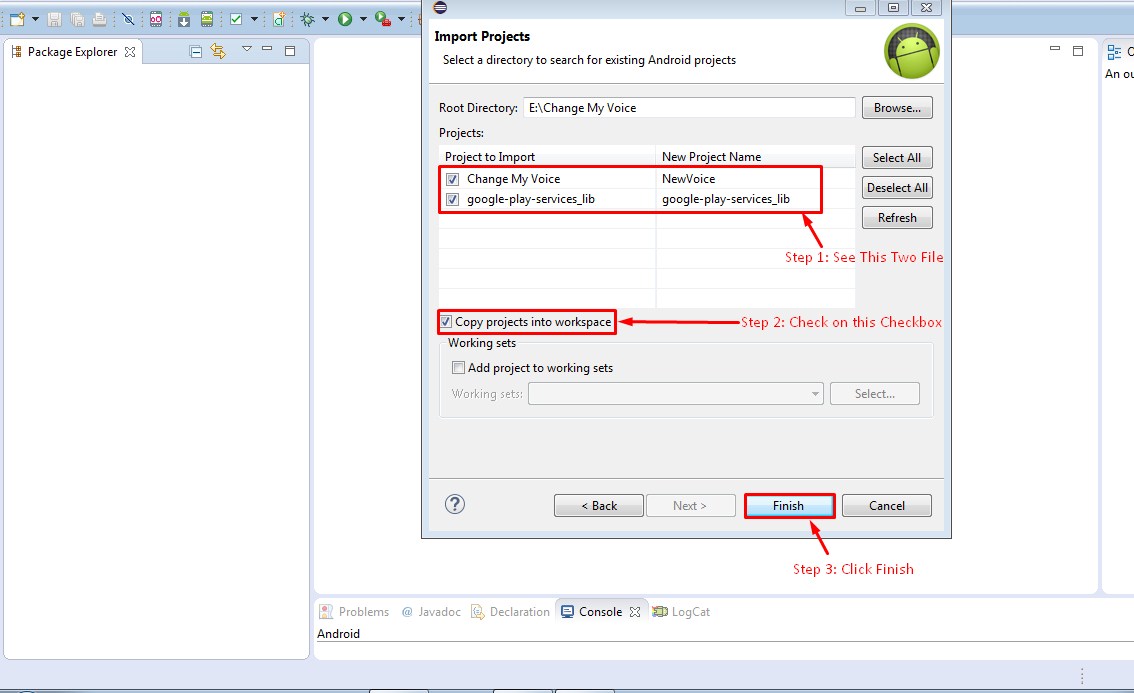 Package Explorer
Import Projects
Select a directory to search for existing Android projects
Root Directory: E:\Change My Voice Browse...
Projects:
Project to Import New Project Name Select All
Change My Voice NewVoice
google-play-services_lib google-play-services_lib
Deselect All
Refresh
Step 1: See This Two File
Copy projects into workspace Step 2: Check on this Checkbox
Working sets
Add project to working sets
Working sets: Select...
< Back Next > Finish Cancel
Step 3: Click Finish
Problems @ Javadoc Declaration Console LogCat
Android
An ou